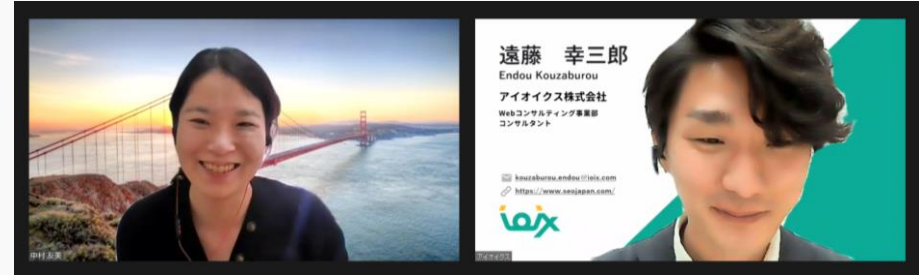 中村 友美
遠藤 幸三郎
Endou Kouzaburou
アイオイクス株式会社
Webコンサルティング事業部
コンサルタント
kouzaburou.endou@ioix.com
https://www.seojapan.com/
ioix
アイオイクス